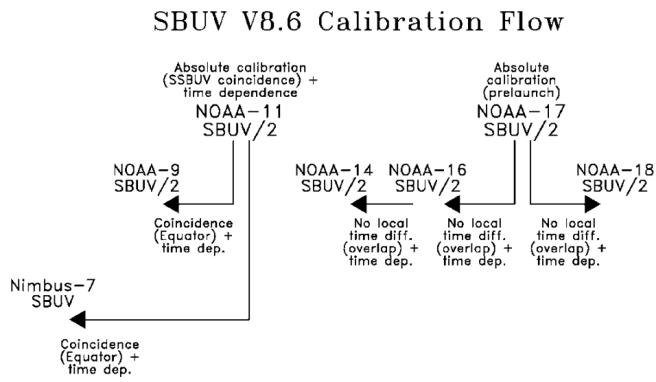 SBUV V8.6 Calibration Flow
Absolute calibration
(SSBUV coincidence) +
time dependence
NOAA-11
SBUV/2
Absolute
calibration
(prelaunch)
NOAA-17
SBUV/2
NOAA-9
SBUV/2
Coincidence
(Equator) +
time dep.
NOAA-14
SBUV/2
No local
time diff.
(overlap) +
time dep.
NOAA-16
SBUV/2
No local
time diff.
(overlap) +
time dep.
NOAA-18
SBUV/2
No local
time diff.
(overlap) +
time dep.
Nimbus-7
SBUV
Coincidence
(Equator) +
time dep.